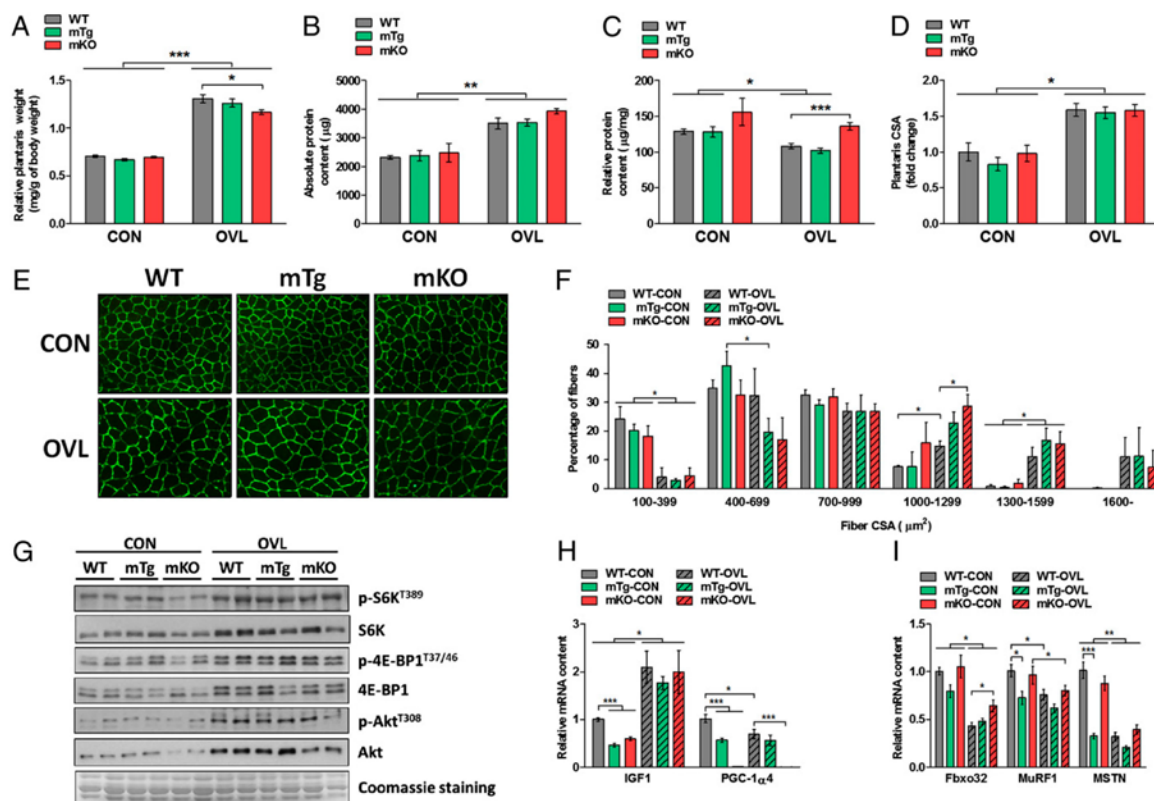 A
WT
mTg
mKO
***
*
Relative plantaris weight
(mg/g of body weight)
1.5
1.0
0.5
0.0
CON
OVL
B
WT
mTg
mKO
**
Absolute protein
content ( μg)
5000
4000
3000
2000
1000
0
CON
OVL
C
WT
mTg
mKO
*
***
Relative protein
content ( μg/mg)
200
150
100
50
0
CON
OVL
D
WT
mTg
mKO
*
Plantaris CSA
(fold change)
2.0
1.5
1.0
0.5
0.0
CON
OVL
E
WT
mTg
mKO
CON
OVL
F
WT-CON
WT-OVL
mTg-CON
mTg-OVL
mKO-CON
mKO-OVL
Percentage of fibers
50
40
30
20
10
0
*
*
*
*
*
100-399
400-699
700-999
1000-1299
1300-1599
1600-
Fiber CSA ( μm²)
G
CON
OVL
WT
mTg
mKO
WT
mTg
mKO
p-S6K^T389
S6K
p-4E-BP1^T37/46
4E-BP1
p-Akt^T308
Akt
Coomassie staining
H
WT-CON
WT-OVL
mTg-CON
mTg-OVL
mKO-CON
mKO-OVL
Relative mRNA content
3
2
1
0
*
***
*
***
***
IGF1
PGC-1α4
I
WT-CON
WT-OVL
mTg-CON
mTg-OVL
mKO-CON
mKO-OVL
Relative mRNA content
1.5
1.0
0.5
0.0
*
*
*
*
*
**
***
Fbxo32
MuRF1
MSTN